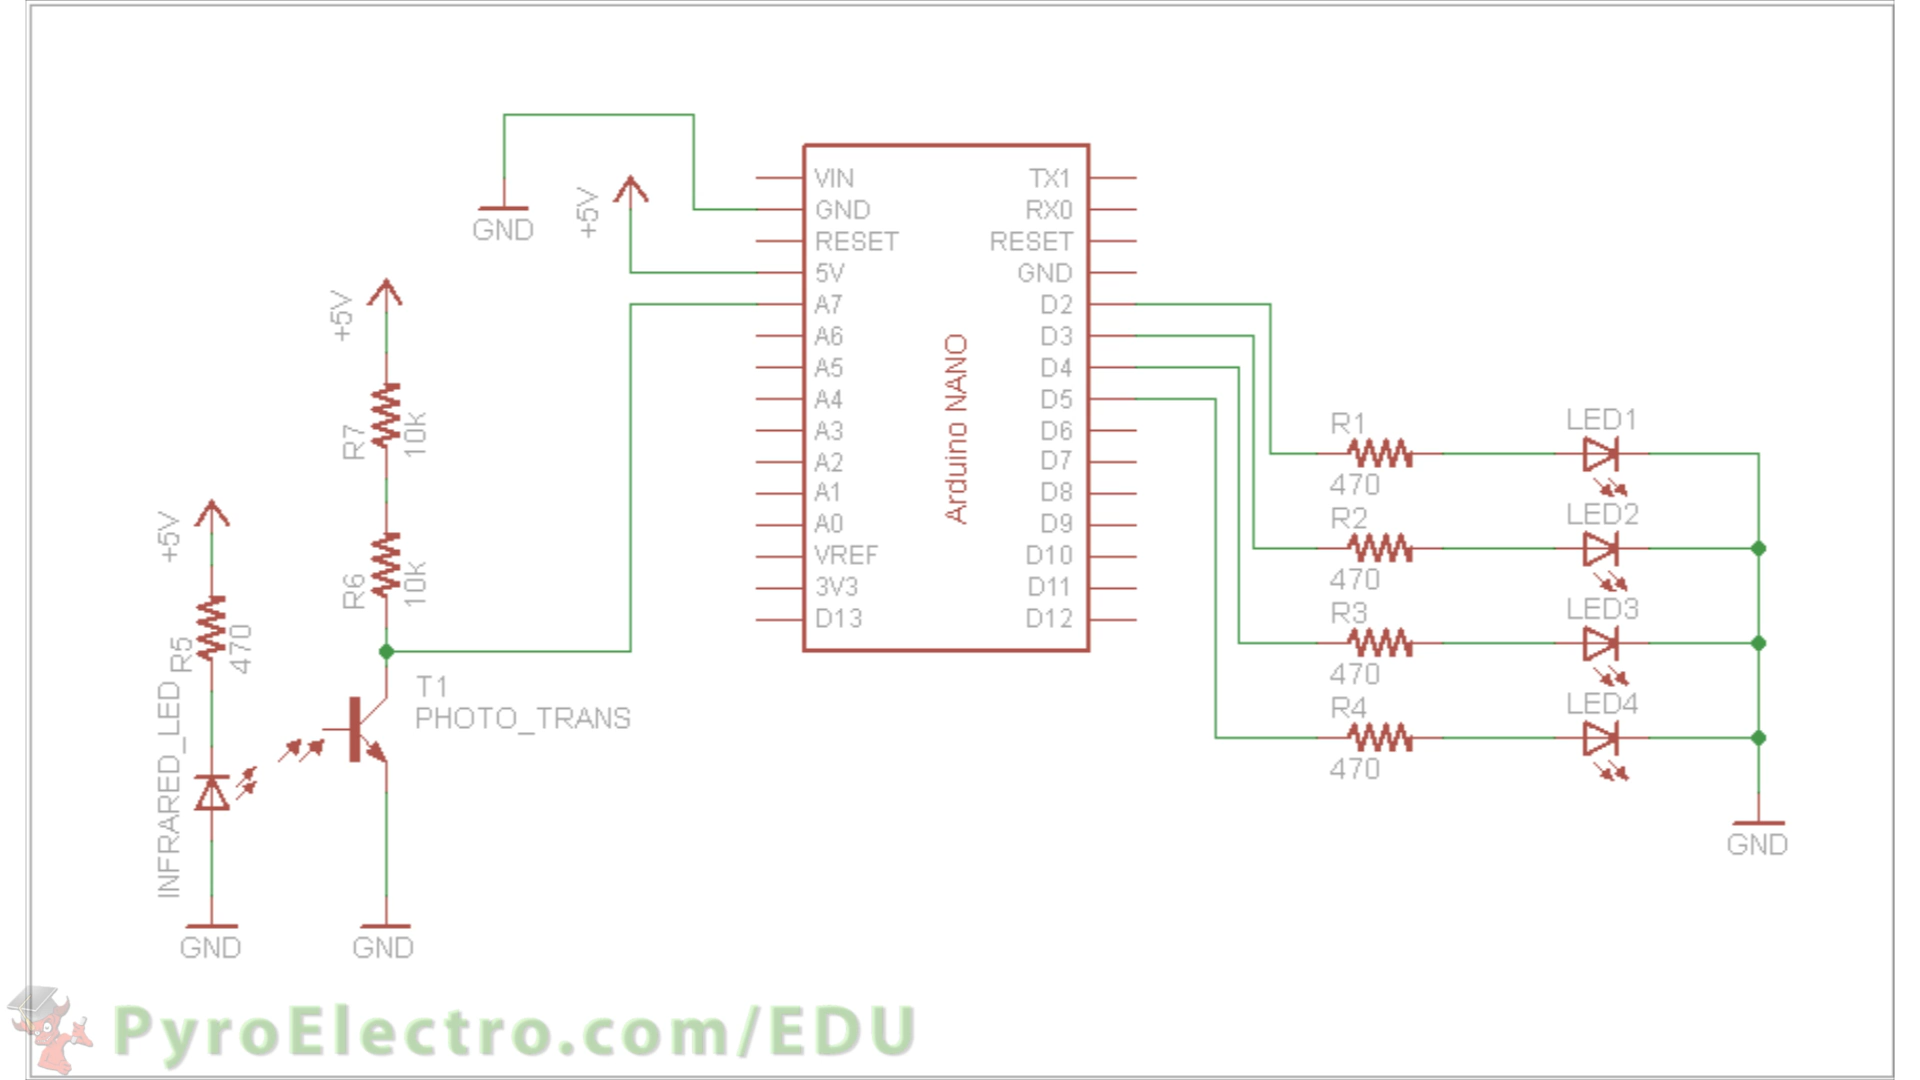 GND
+5V
+5V
R7
10K
R6
10K
+5V
R5
470
INFRARED_LED
T1
PHOTO_TRANS
GND
GND
VIN
GND
RESET
5V
A7
A6
A5
A4
A3
A2
A1
A0
VREF
3V3
D13
Arduino NANO
TX1
RX0
RESET
GND
D2
D3
D4
D5
D6
D7
D8
D9
D10
D11
D12
R1
470
LED1
R2
470
LED2
R3
470
LED3
R4
470
LED4
GND
PyroElectro.com/EDU